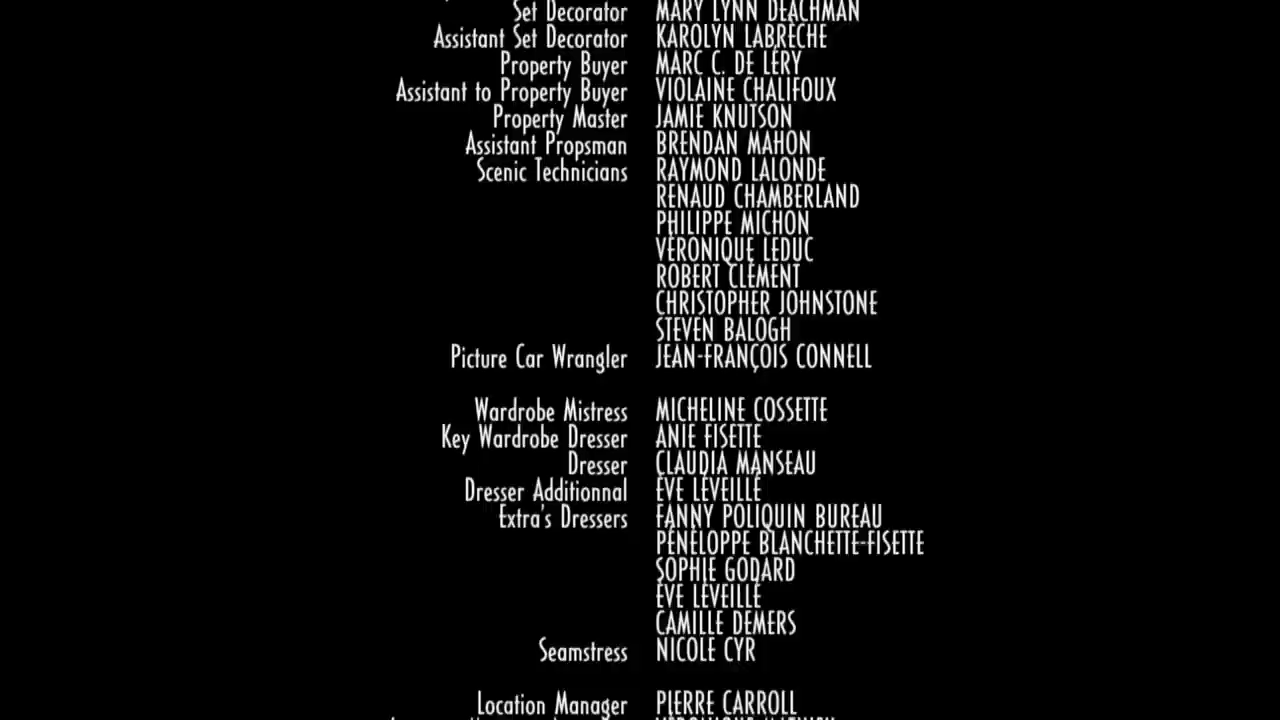 Set Decorator MARY LYNN DEACHMAN
Assistant Set Decorator KAROLYN LABRÈCHE
Property Buyer MARC C. DE LÉRY
Assistant to Property Buyer VIOLAINE CHALIFOUX
Property Master JAMIE KNUTSON
Assistant Propsman BRENDAN MAHON
Scenic Technicians RAYMOND LALONDE
RENAUD CHAMBERLAND
PHILIPPE MICHON
VÉRONIQUE LEDUC
ROBERT CLÉMENT
CHRISTOPHER JOHNSTONE
STEVEN BALOGH
Picture Car Wrangler JEAN-FRANÇOIS CONNELL
Wardrobe Mistress MICHELINE COSSETTE
Key Wardrobe Dresser ANIE FISETTE
Dresser CLAUDIA MANSEAU
Dresser Additionnal ÈVE LÉVEILLÉ
Extra's Dressers FANNY POLIQUIN BUREAU
PÉNÉLOPPE BLANCHETTE-FISETTE
SOPHIE GODARD
ÈVE LÉVEILLÉ
CAMILLE DEMERS
Seamstress NICOLE CYR
Location Manager PIERRE CARROLL